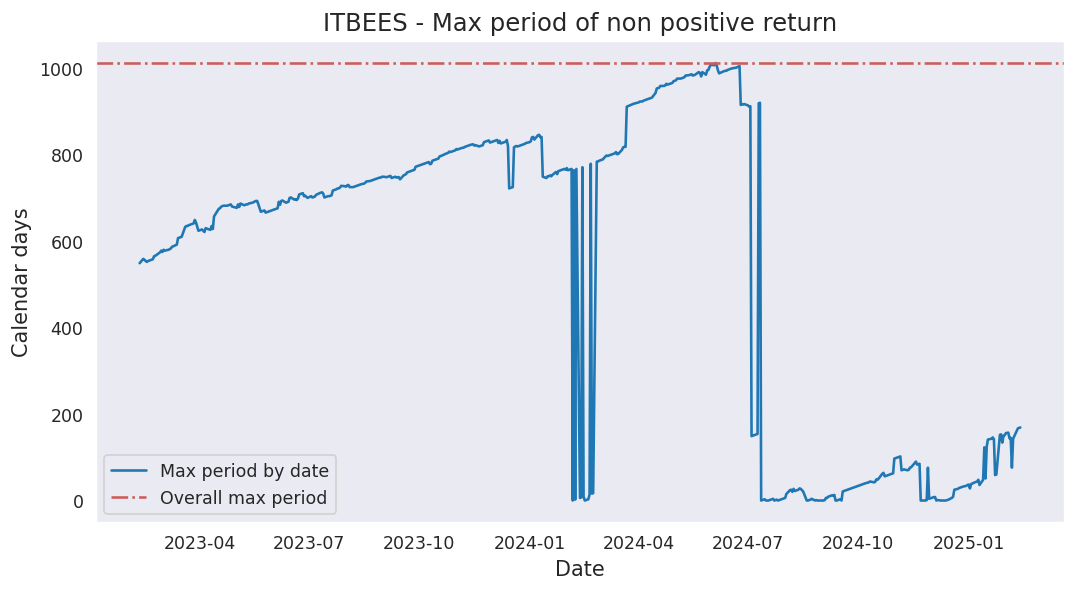 ITBEES - Max period of non positive return
1000
800
600
400
200
0
Calendar days
Max period by date
Overall max period
2023-04 2023-07 2023-10 2024-01 2024-04 2024-07 2024-10 2025-01
Date